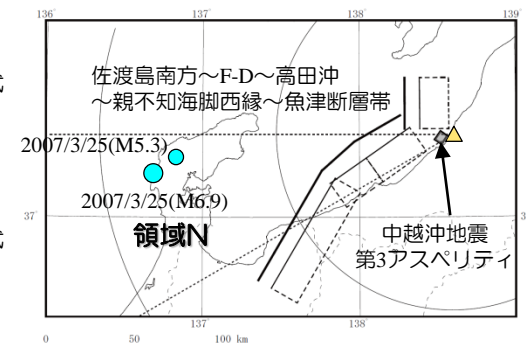 136°
137°
138°
139°
佐渡島南方～F-D～高田沖
～親不知海脚西縁～魚津断層帯
2007/3/25(M5.3)
2007/3/25(M6.9)
37°
領域N
中越沖地震
第3アスペリティ
137°
138°
0 50 100 km